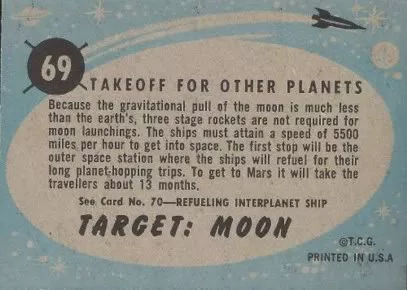 69
TAKEOFF FOR OTHER PLANETS
Because the gravitational pull of the moon is much less
than the earth's, three stage rockets are not required for
moon launchings. The ships must attain a speed of 5500
miles per hour to get into space. The first stop will be the
outer space station where the ships will refuel for their
long planet-hopping trips. To get to Mars it will take the
travellers about 13 months.
See Card No. 70—REFUELING INTERPLANET SHIP
TARGET: MOON
©T.C.G.
PRINTED IN U.S.A